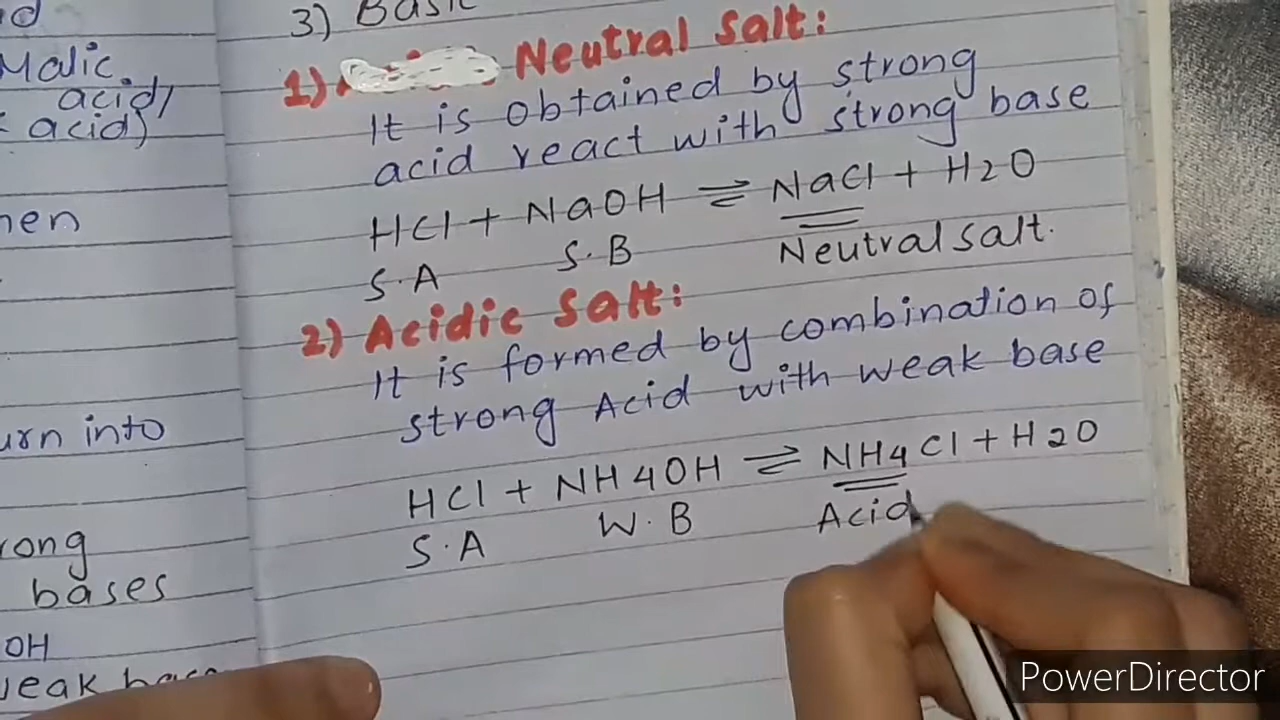 Malic
acid,
acid)
urn into
bases
OH
3) Basic
1) Neutral Salt:
It is obtained by strong
acid react with strong base
HCl + NaOH ⇌ NaCl + H2O
S.A S.B Neutral salt.
2) Acidic Salt:
It is formed by combination of
strong Acid with weak base
HCl + NH4OH ⇌ NH4Cl + H2O
S.A W.B Acid
PowerDirector